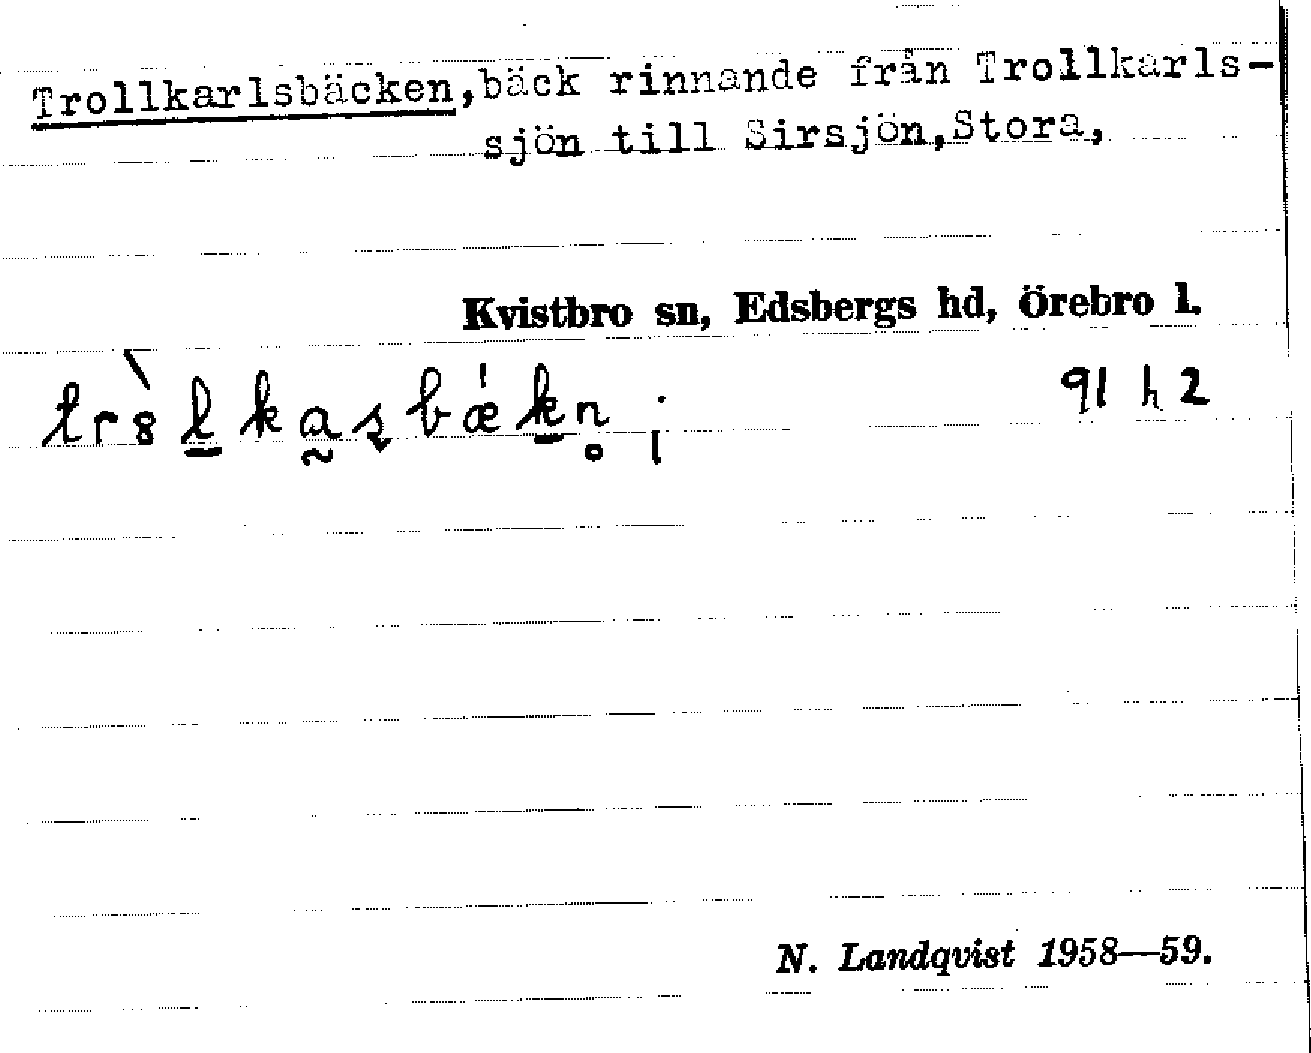 Trollkarlsbäcken, bäck rinnande från Trollkarls-
sjön till Sirsjön, Stora,
Kvistbro sn, Edsbergs hd, Örebro l.
91 h 2
N. Landqvist 1958—59.